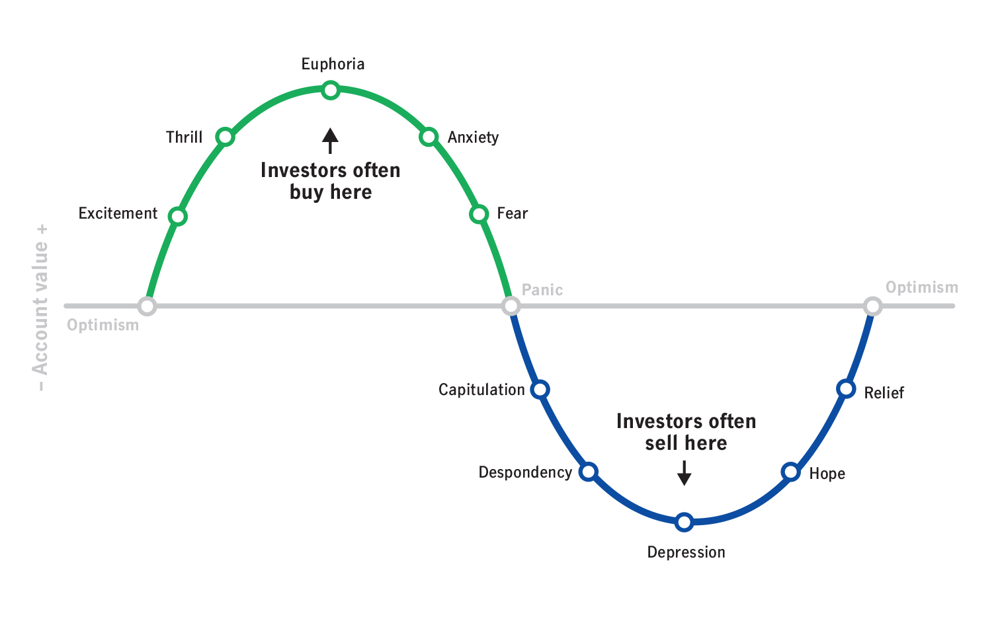 Euphoria
Thrill
Anxiety
Investors often
buy here
Excitement
Fear
– Account value +
Panic
Optimism
Optimism
Capitulation
Relief
Investors often
sell here
Despondency
Hope
Depression